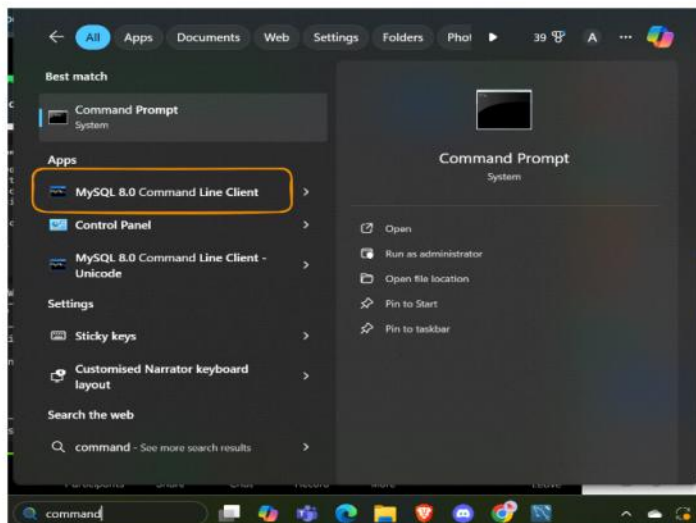 All Apps Documents Web Settings Folders Phot 39 A ...
Best match
Command Prompt
System
Apps
MySQL 8.0 Command Line Client
Control Panel
MySQL 8.0 Command Line Client -
Unicode
Settings
Sticky keys
Customised Narrator keyboard
layout
Search the web
command - See more search results
Command Prompt
System
Open
Run as administrator
Open file location
Pin to Start
Pin to taskbar
command